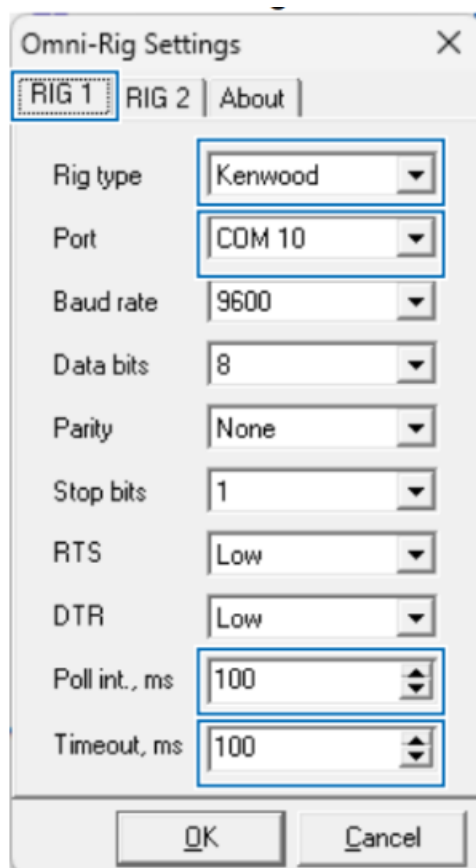 Omni-Rig Settings
RIG 1 RIG 2 About
Rig type Kenwood
Port COM 10
Baud rate 9600
Data bits 8
Parity None
Stop bits 1
RTS Low
DTR Low
Poll int., ms 100
Timeout, ms 100
OK Cancel